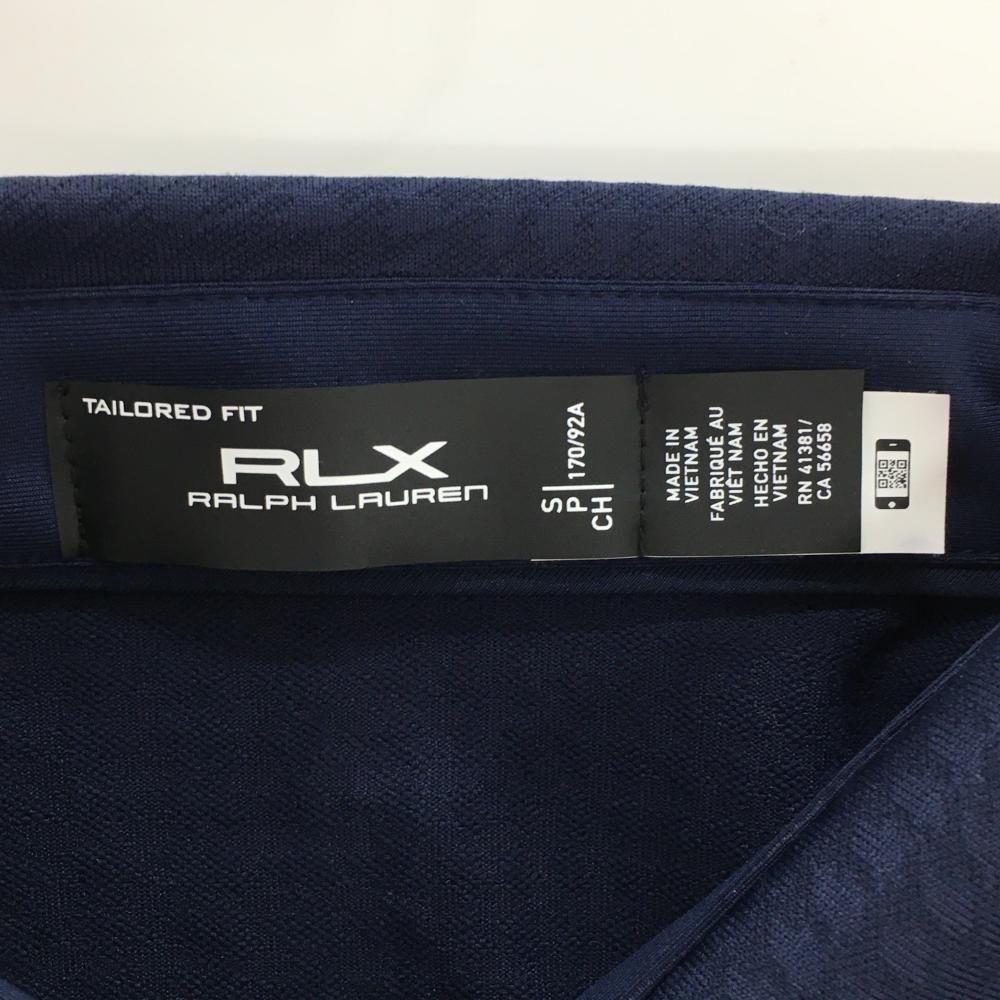 TAILORED FIT
RLX
RALPH LAUREN
S
P
CH
170/92A
MADE IN
VIETNAM
FABRIQUÉ AU
VIÊT NAM
HECHO EN
VIETNAM
RN 41381/
CA 56658